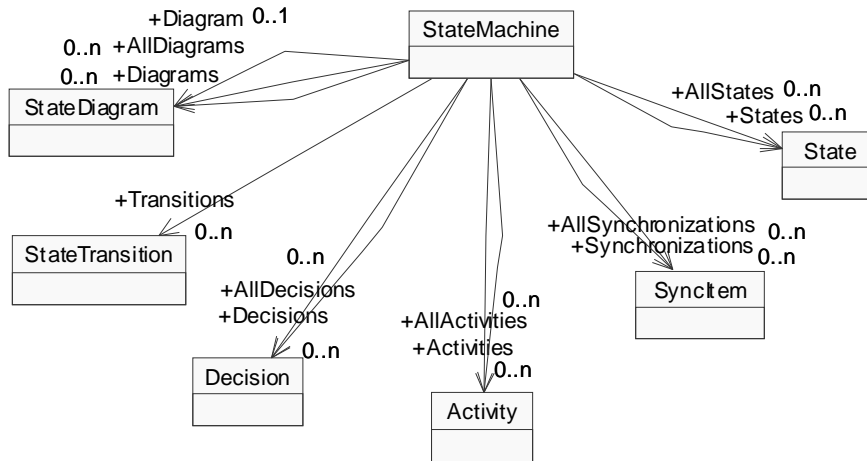 +Diagram 0..1
StateMachine
0..n +AllDiagrams
0..n +Diagrams
StateDiagram
+AllStates 0..n
+States 0..n
State
+Transitions
0..n
StateTransition
+AllSynchronizations 0..n
+Synchronizations 0..n
SyncItem
0..n
+AllDecisions
+Decisions
0..n
Decision
0..n
+AllActivities
+Activities
0..n
Activity